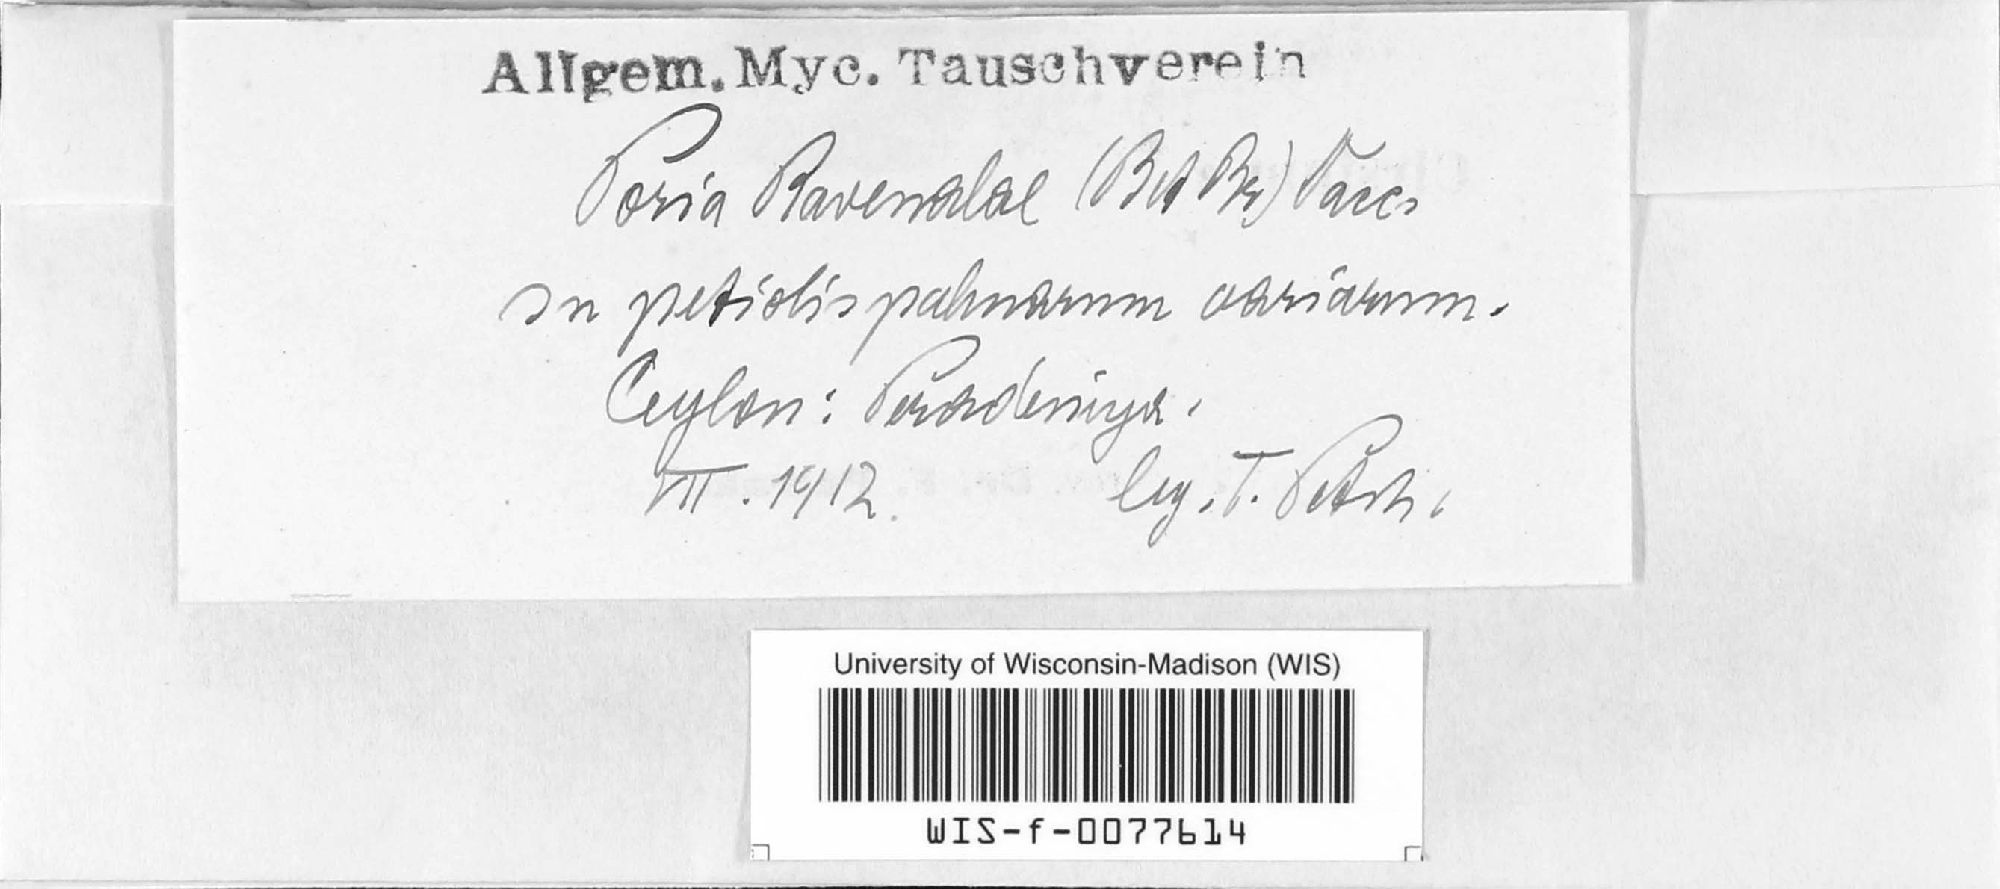 Allgem. Myc. Tauschverein
Poria Ravenalae (B et Br) Sacc.
In petiolis palmarum variarum.
Ceylon: Peradeniya.
VII. 1912. leg. T. Petch.
University of Wisconsin-Madison (WIS)
WIS-f-0077614